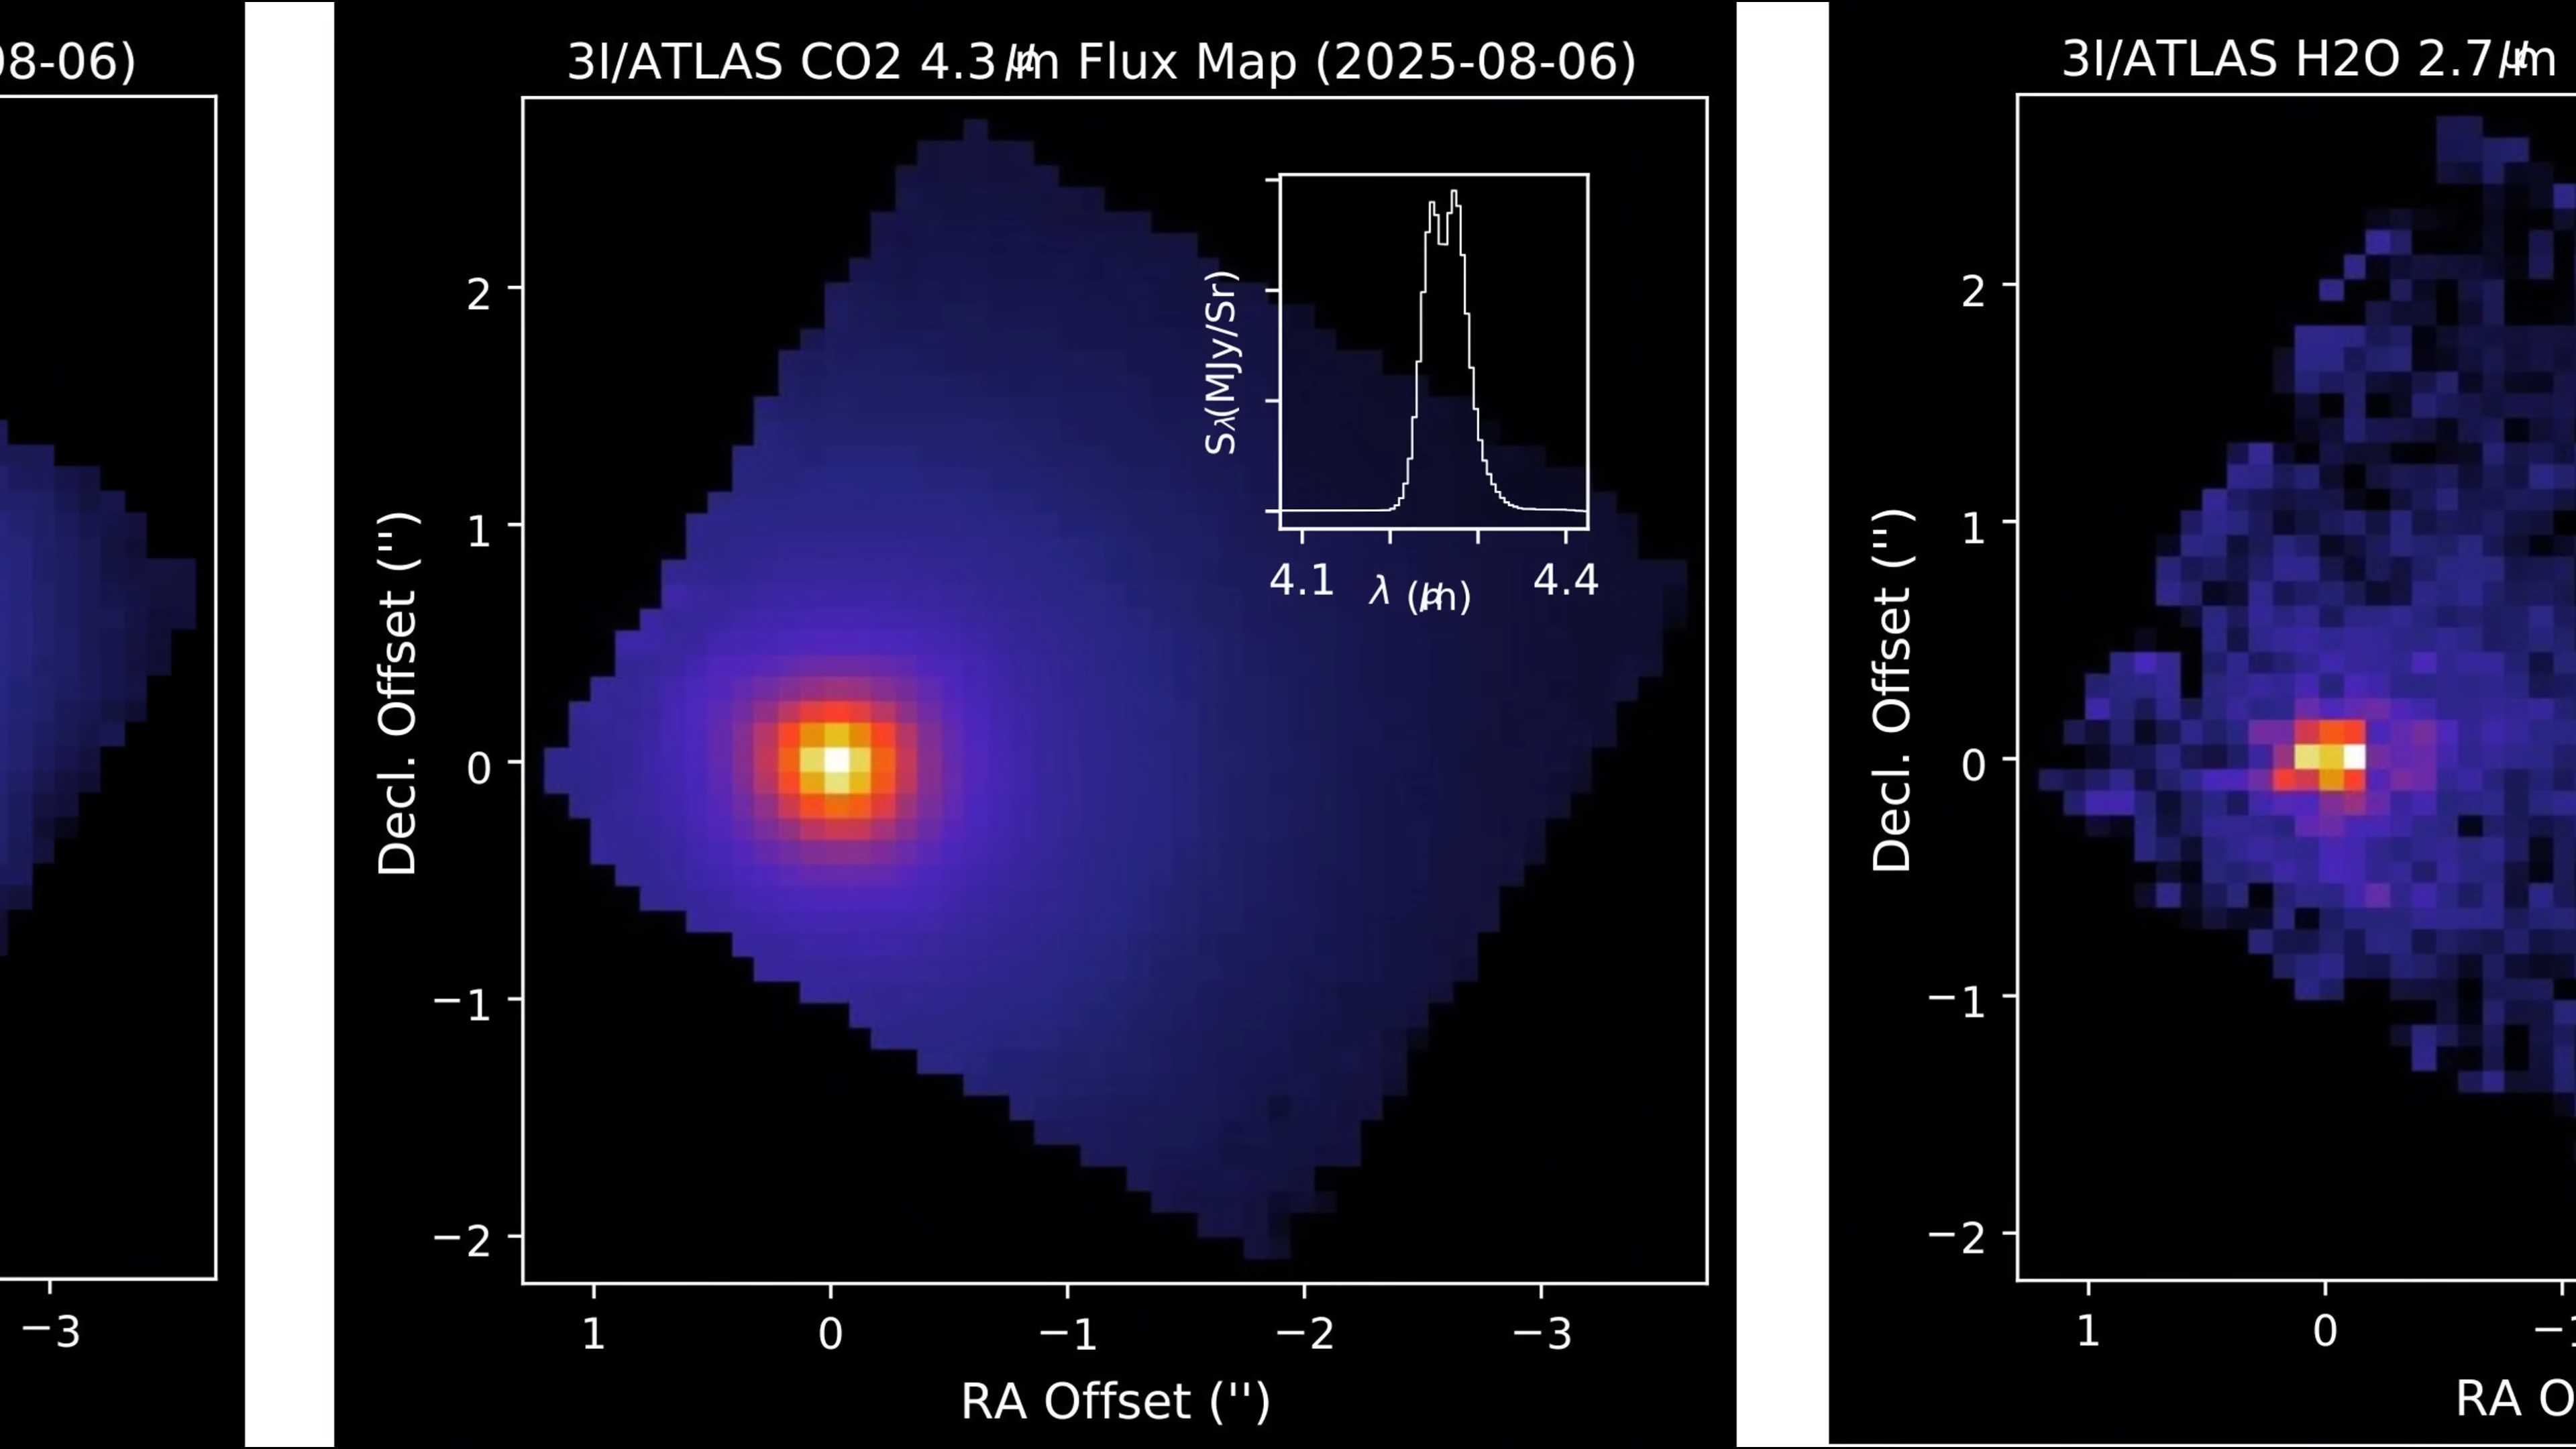 08-06)
−3
3I/ATLAS CO2 4.3 μm Flux Map (2025-08-06)
Decl. Offset ('')
2
1
0
−1
−2
Sλ(MJy/Sr)
4.1
λ (μm)
4.4
1
0
−1
−2
−3
RA Offset ('')
3I/ATLAS H2O 2.7 μm
Decl. Offset ('')
2
1
0
−1
−2
1
0
−1
RA O